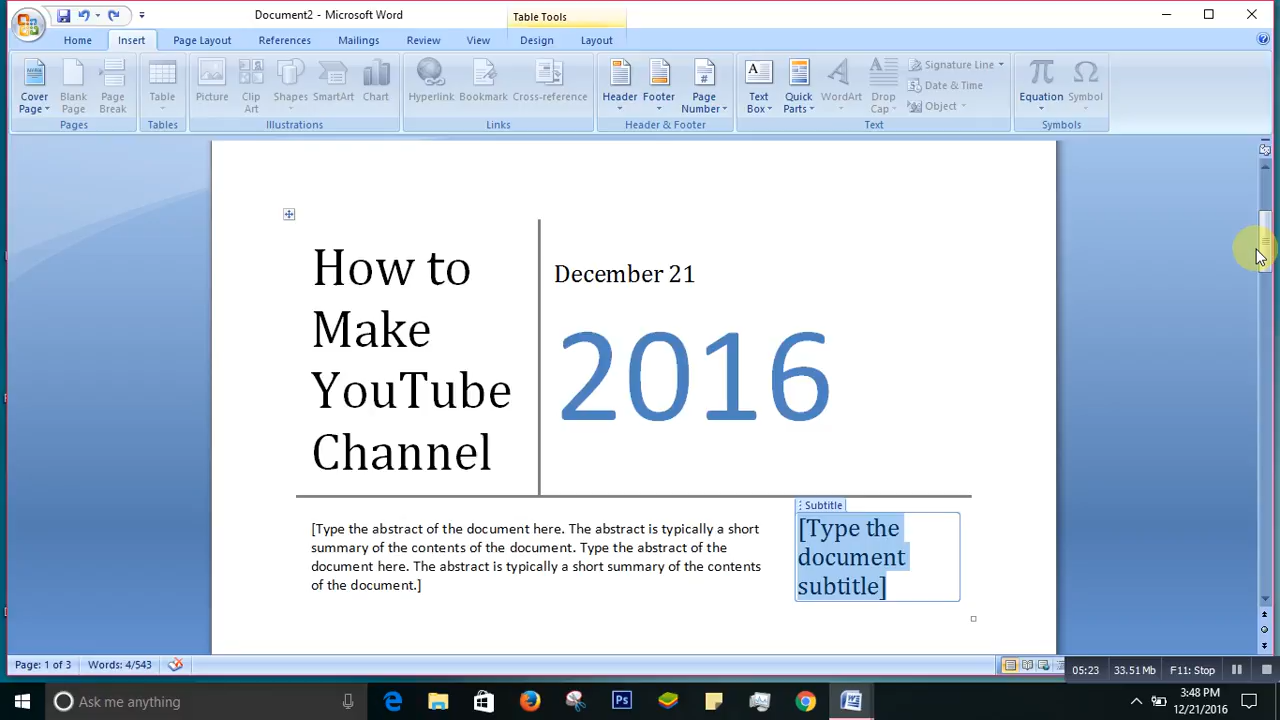 Document2 - Microsoft Word
Table Tools
Home Insert Page Layout References Mailings Review View Design Layout
Cover Page
Blank Page
Page Break
Table
Picture
Clip Art
Shapes
SmartArt
Chart
Hyperlink
Bookmark
Cross-reference
Header
Footer
Page Number
Text Box
Quick Parts
WordArt
Drop Cap
Signature Line
Date & Time
Object
Equation
Symbol
Pages
Tables
Illustrations
Links
Header & Footer
Text
Symbols
How to
Make
YouTube
Channel
December 21
2016
[Type the abstract of the document here. The abstract is typically a short
summary of the contents of the document. Type the abstract of the
document here. The abstract is typically a short summary of the contents
of the document.]
Subtitle
[Type the
document
subtitle]
Page: 1 of 3 Words: 4/543
05:23 33.51 Mb F11: Stop
Ask me anything
Ps
3:48 PM
12/21/2016